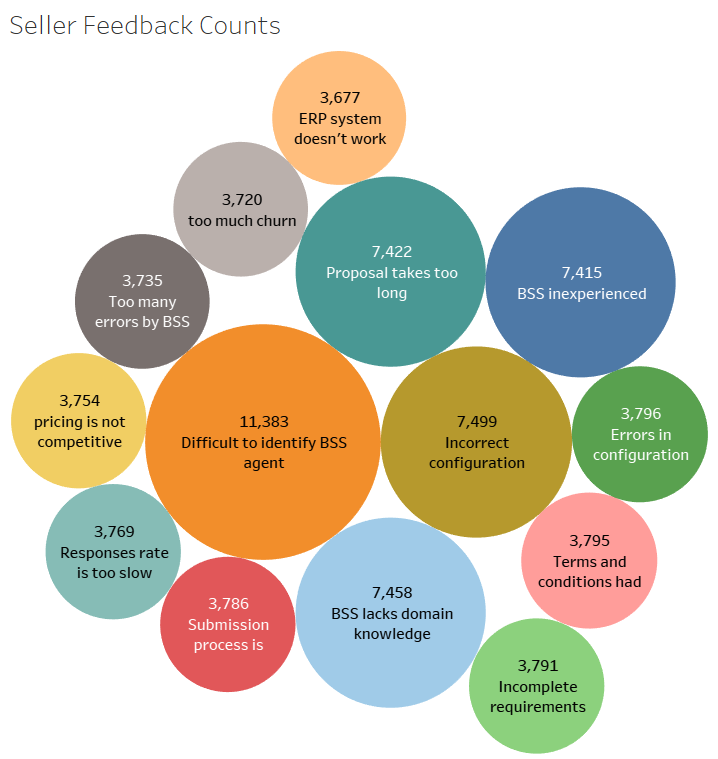 Seller Feedback Counts
3,677
ERP system
doesn’t work
3,720
too much churn
7,422
Proposal takes too
long
7,415
BSS inexperienced
3,735
Too many
errors by BSS
3,754
pricing is not
competitive
11,383
Difficult to identify BSS
agent
7,499
Incorrect
configuration
3,796
Errors in
configuration
3,769
Responses rate
is too slow
3,795
Terms and
conditions had
3,786
Submission
process is
7,458
BSS lacks domain
knowledge
3,791
Incomplete
requirements